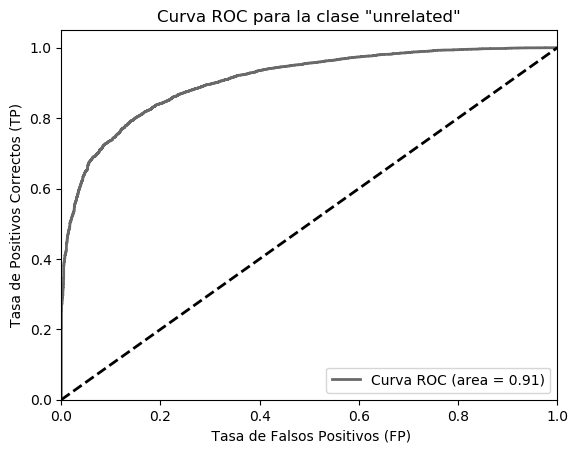 Curva ROC para la clase "unrelated"
Tasa de Positivos Correctos (TP)
1.0
0.8
0.6
0.4
0.2
0.0
Curva ROC (area = 0.91)
0.0 0.2 0.4 0.6 0.8 1.0
Tasa de Falsos Positivos (FP)